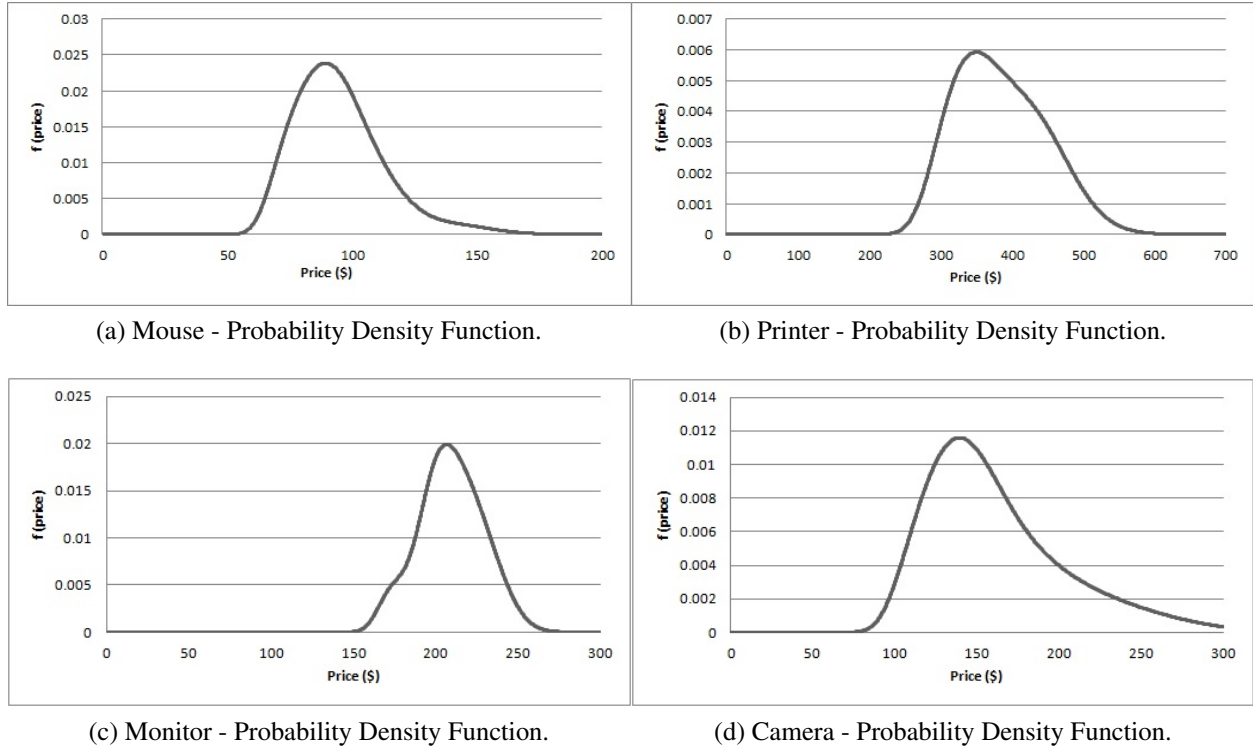 0.03
0.025
0.02
0.015
0.01
0.005
0
f (price)
0 50 100 150 200
Price ($)
0.007
0.006
0.005
0.004
0.003
0.002
0.001
0
f (price)
0 100 200 300 400 500 600 700
Price ($)
(a) Mouse - Probability Density Function.
(b) Printer - Probability Density Function.
0.025
0.02
0.015
0.01
0.005
0
f (price)
0 50 100 150 200 250 300
Price ($)
0.014
0.012
0.01
0.008
0.006
0.004
0.002
0
f (price)
0 50 100 150 200 250 300
Price ($)
(c) Monitor - Probability Density Function.
(d) Camera - Probability Density Function.